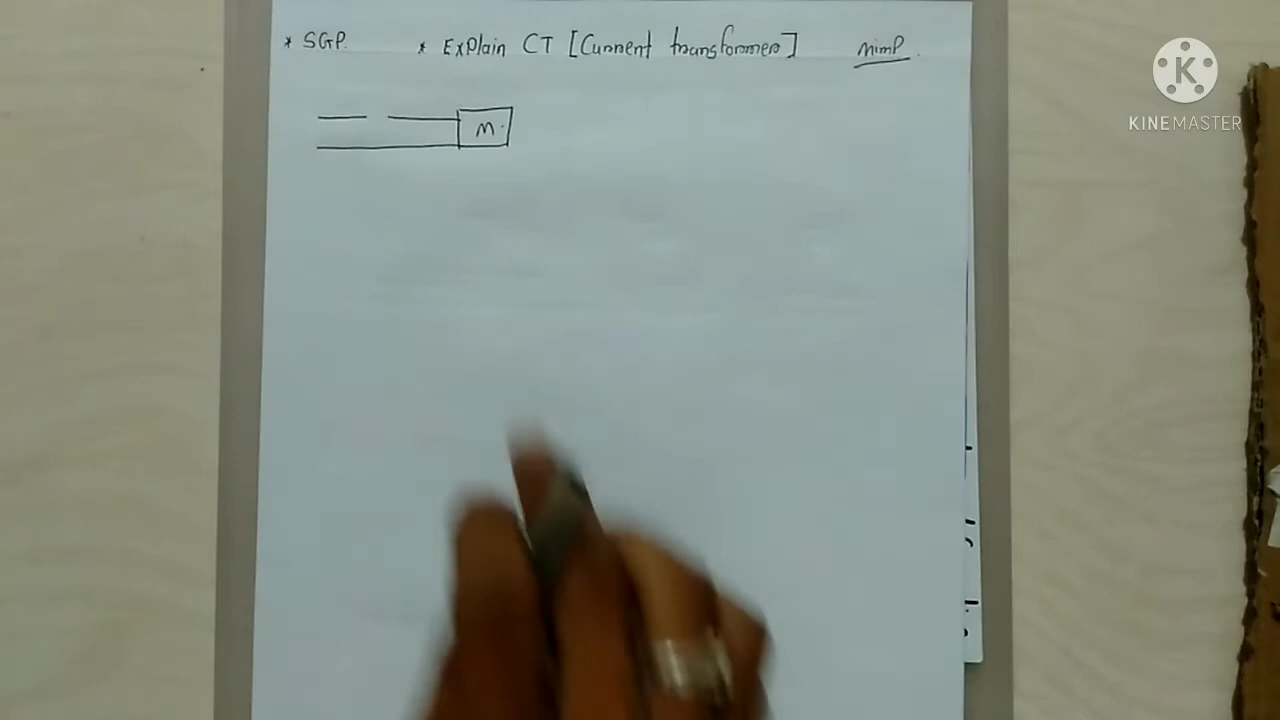 * SGP. * Explain CT [Current transformer] mimp.
M.
K
KINEMASTER